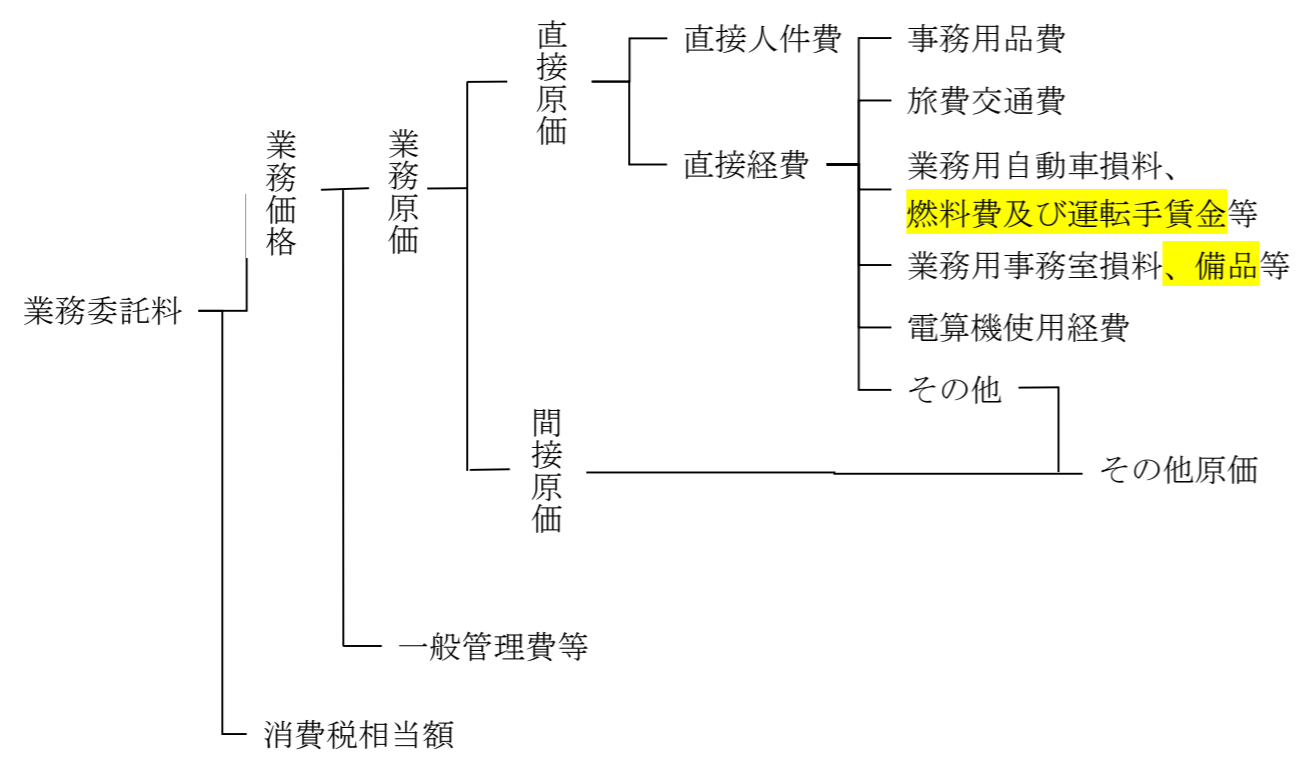 業務委託料
業務価格
業務原価
直接原価
直接人件費
直接経費
事務用品費
旅費交通費
業務用自動車損料、
燃料費及び運転手賃金等
業務用事務室損料、備品等
電算機使用経費
その他
間接原価
その他原価
一般管理費等
消費税相当額